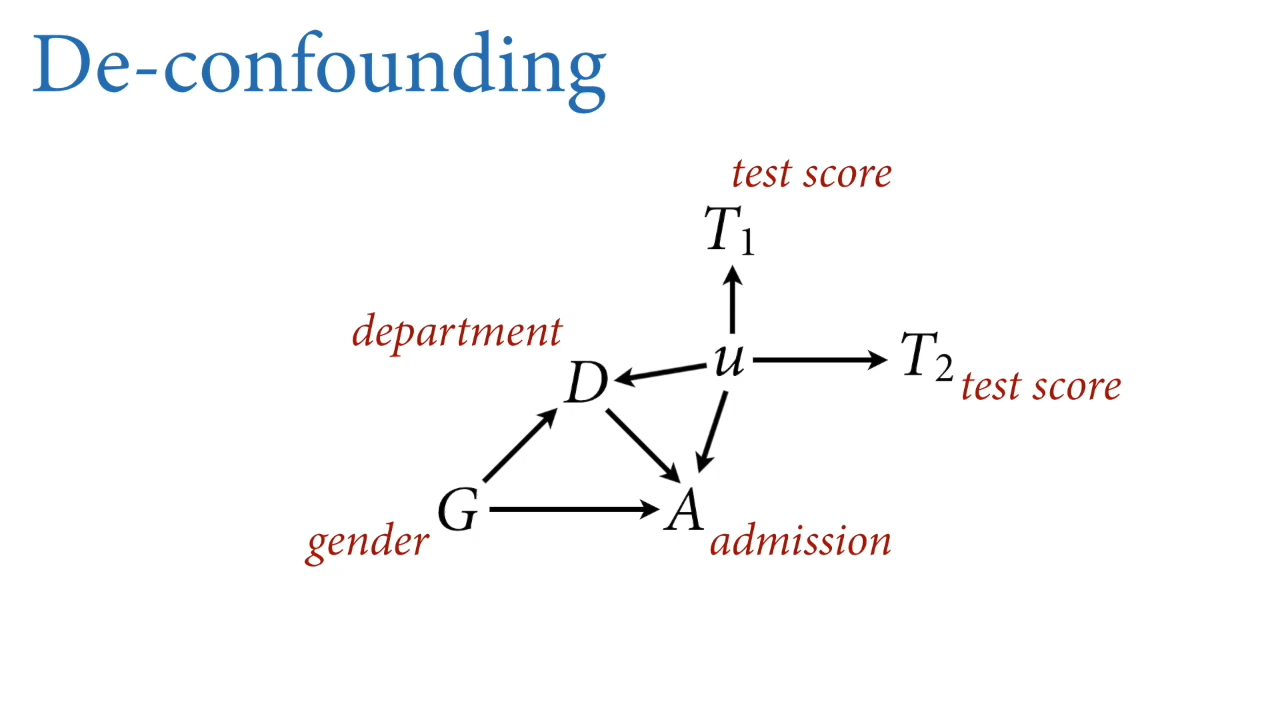 De-confounding
test score
T1
department
D
u
T2
test score
G
A
gender
admission